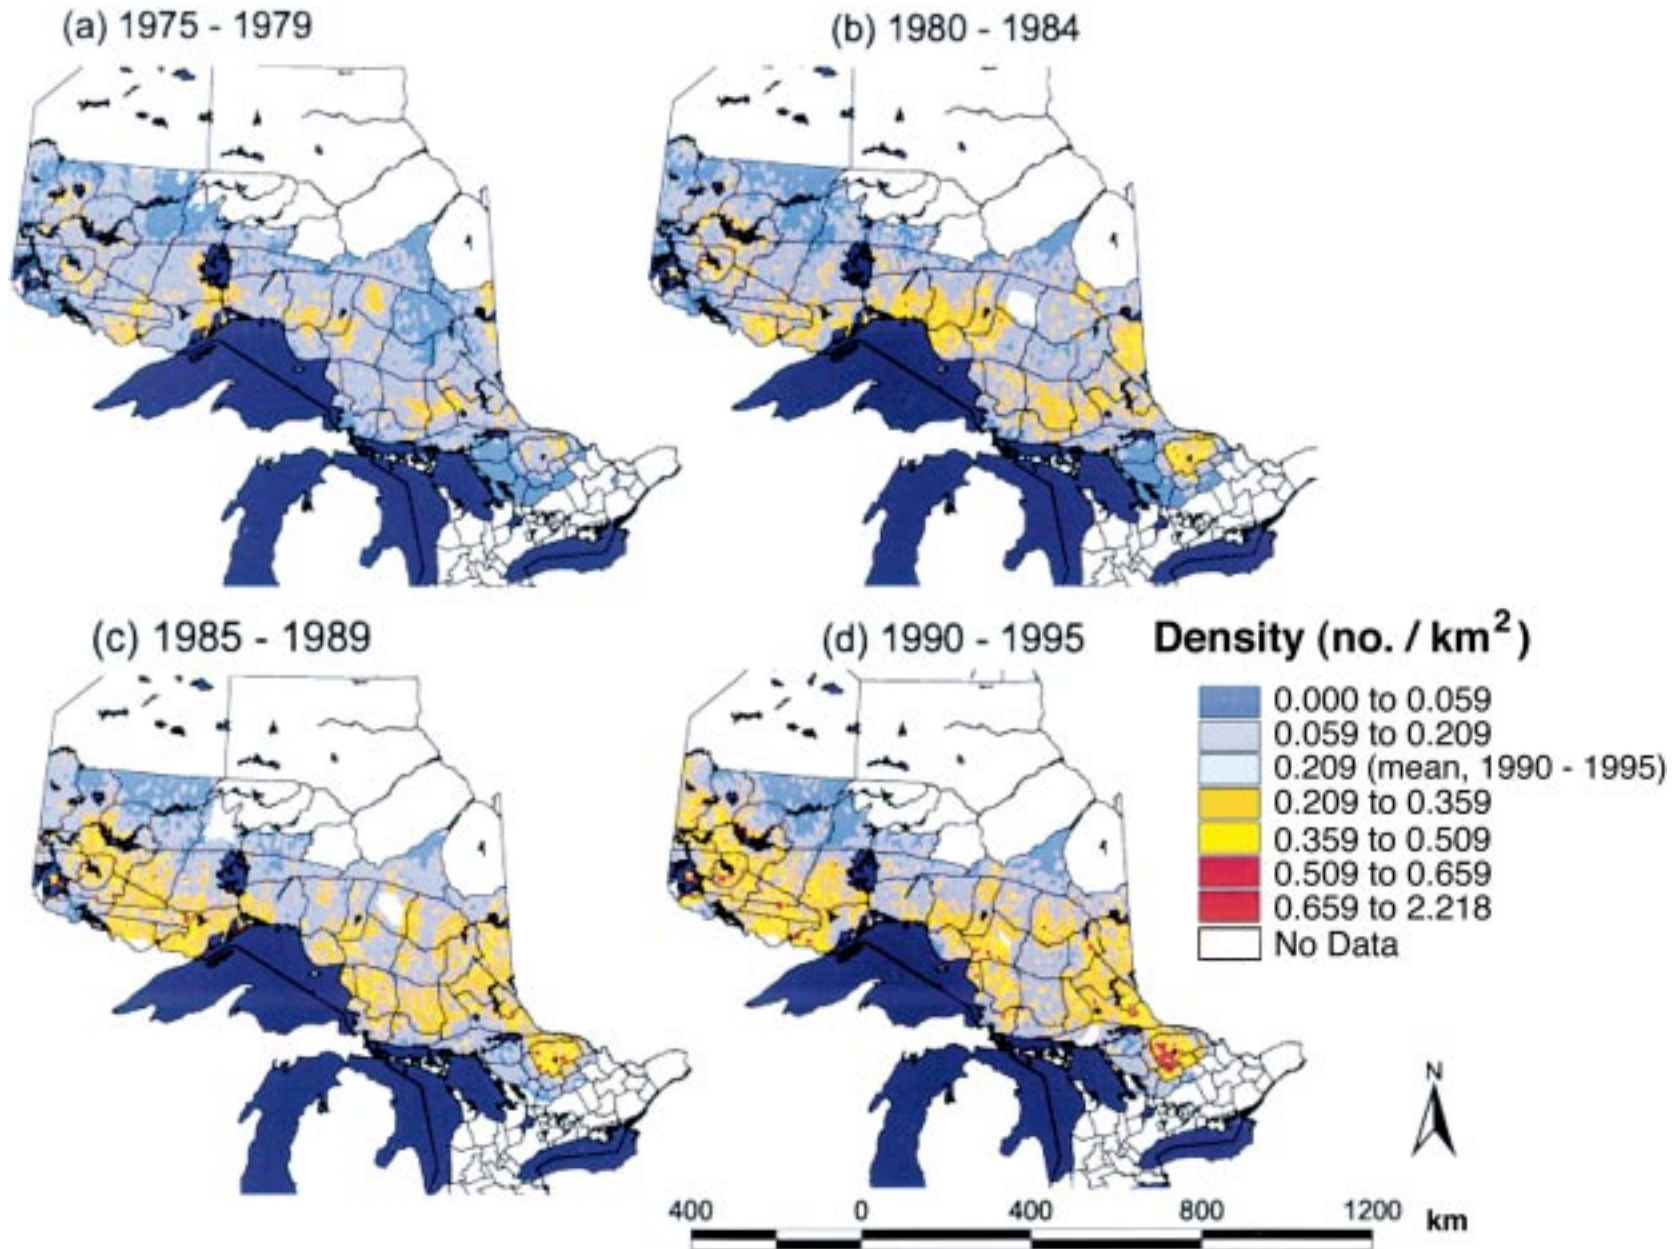 (a) 1975 - 1979
(b) 1980 - 1984
(c) 1985 - 1989
(d) 1990 - 1995
Density (no. / km²)
0.000 to 0.059
0.059 to 0.209
0.209 (mean, 1990 - 1995)
0.209 to 0.359
0.359 to 0.509
0.509 to 0.659
0.659 to 2.218
No Data
N
400 0 400 800 1200 km